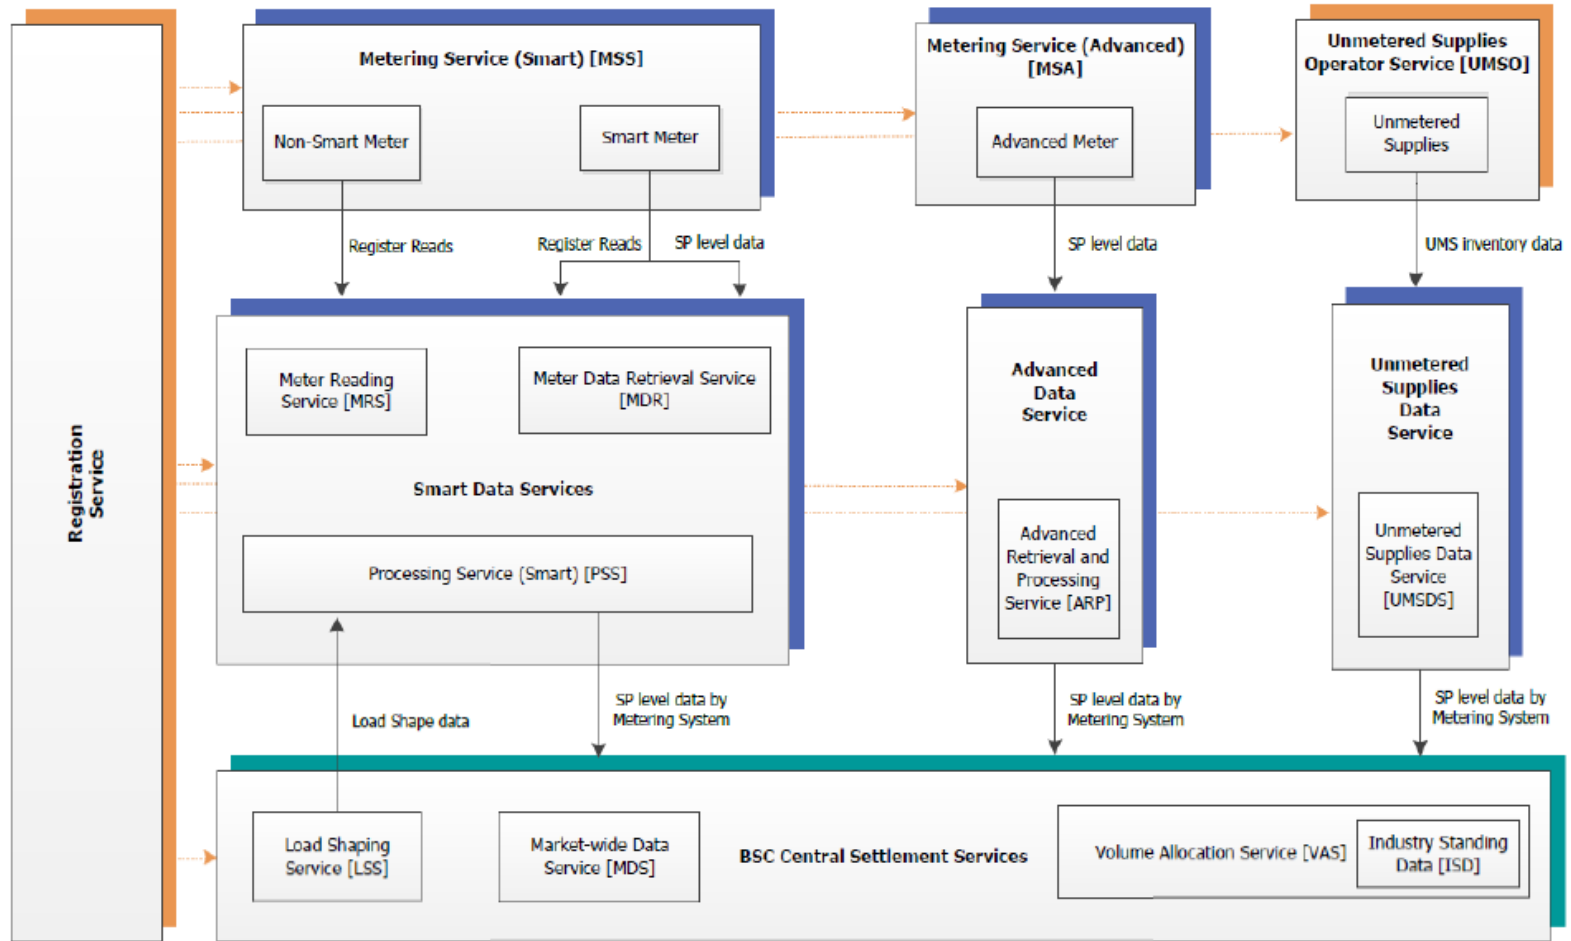 Registration
Service
Metering Service (Smart) [MSS]
Non-Smart Meter
Smart Meter
Metering Service (Advanced)
[MSA]
Advanced Meter
Unmetered Supplies
Operator Service [UMSO]
Unmetered
Supplies
Register Reads
Register Reads
SP level data
SP level data
UMS inventory data
Meter Reading
Service [MRS]
Meter Data Retrieval Service
[MDR]
Smart Data Services
Processing Service (Smart) [PSS]
Advanced
Data
Service
Advanced
Retrieval and
Processing
Service [ARP]
Unmetered
Supplies
Data
Service
Unmetered
Supplies Data
Service
[UMSDS]
Load Shape data
SP level data by
Metering System
SP level data by
Metering System
SP level data by
Metering System
Load Shaping
Service [LSS]
Market-wide Data
Service [MDS]
BSC Central Settlement Services
Volume Allocation Service [VAS]
Industry Standing
Data [ISD]